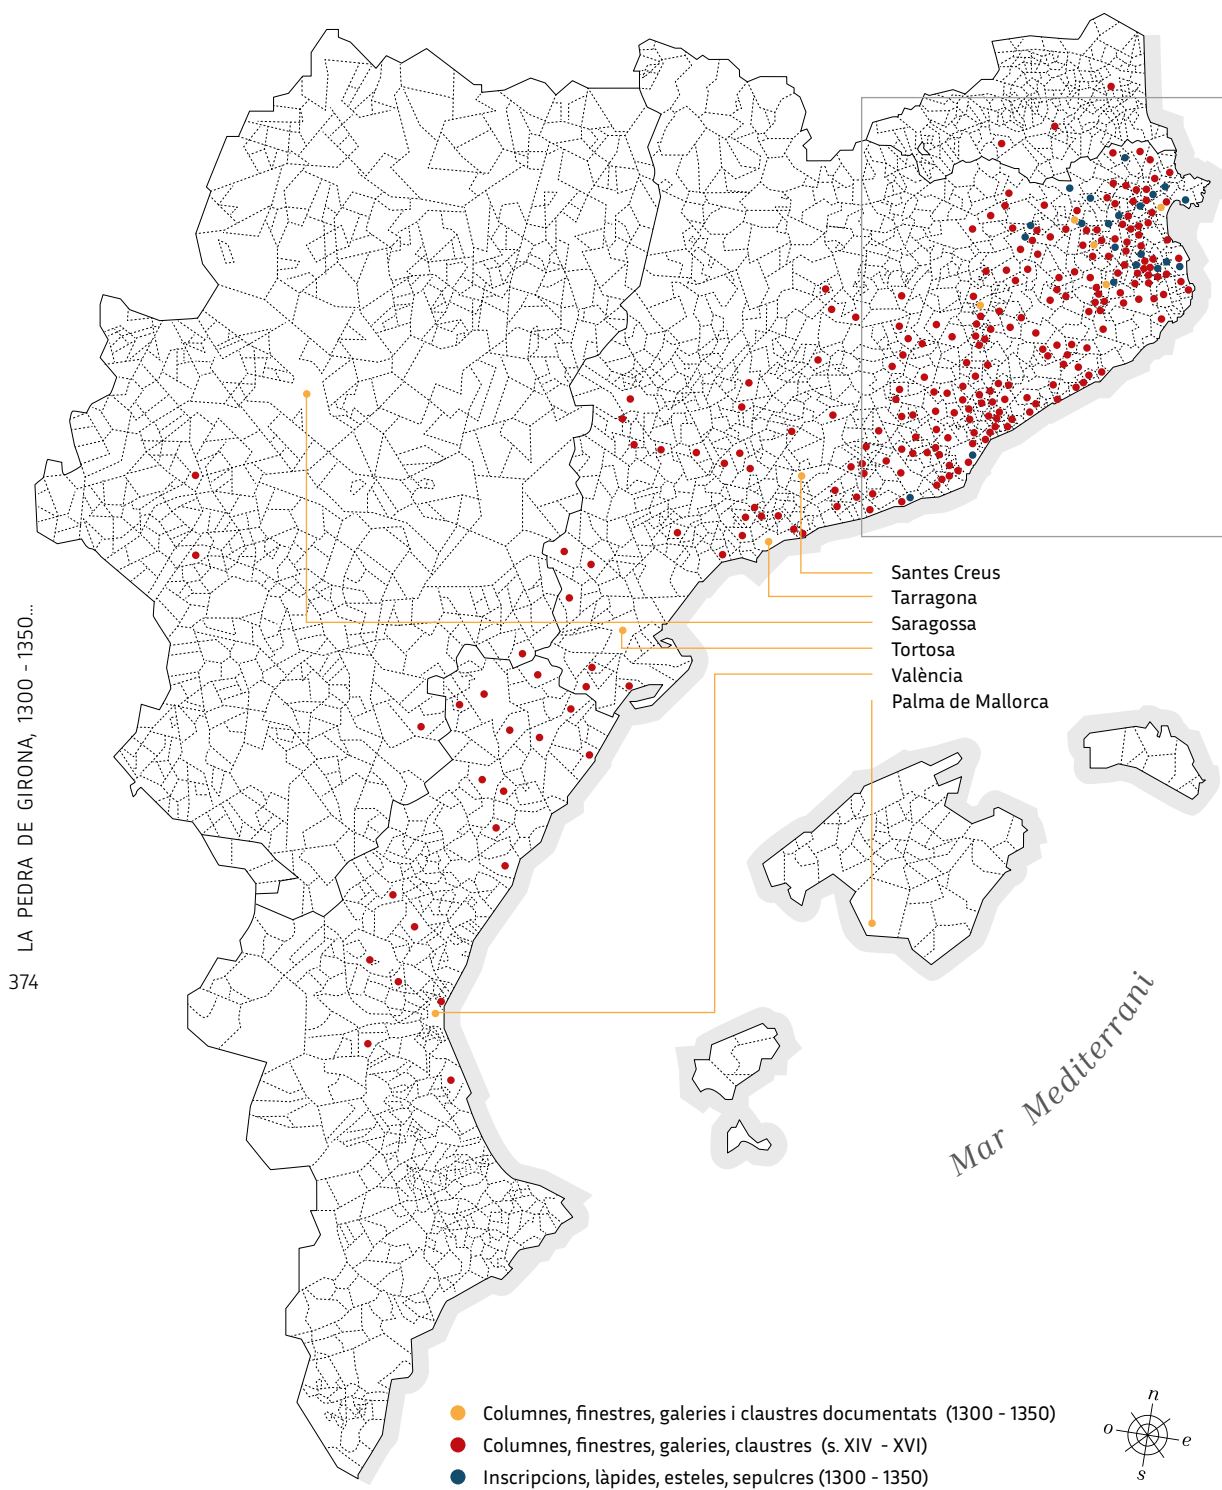 LA PEDRA DE GIRONA, 1300 - 1350...
374
Santes Creus
Tarragona
Saragossa
Tortosa
València
Palma de Mallorca
Mar Mediterrani
Columnes, finestres, galeries i claustres documentats (1300 - 1350)
Columnes, finestres, galeries, claustres (s. XIV - XVI)
Inscripcions, làpides, esteles, sepulcres (1300 - 1350)
n
o
e
s